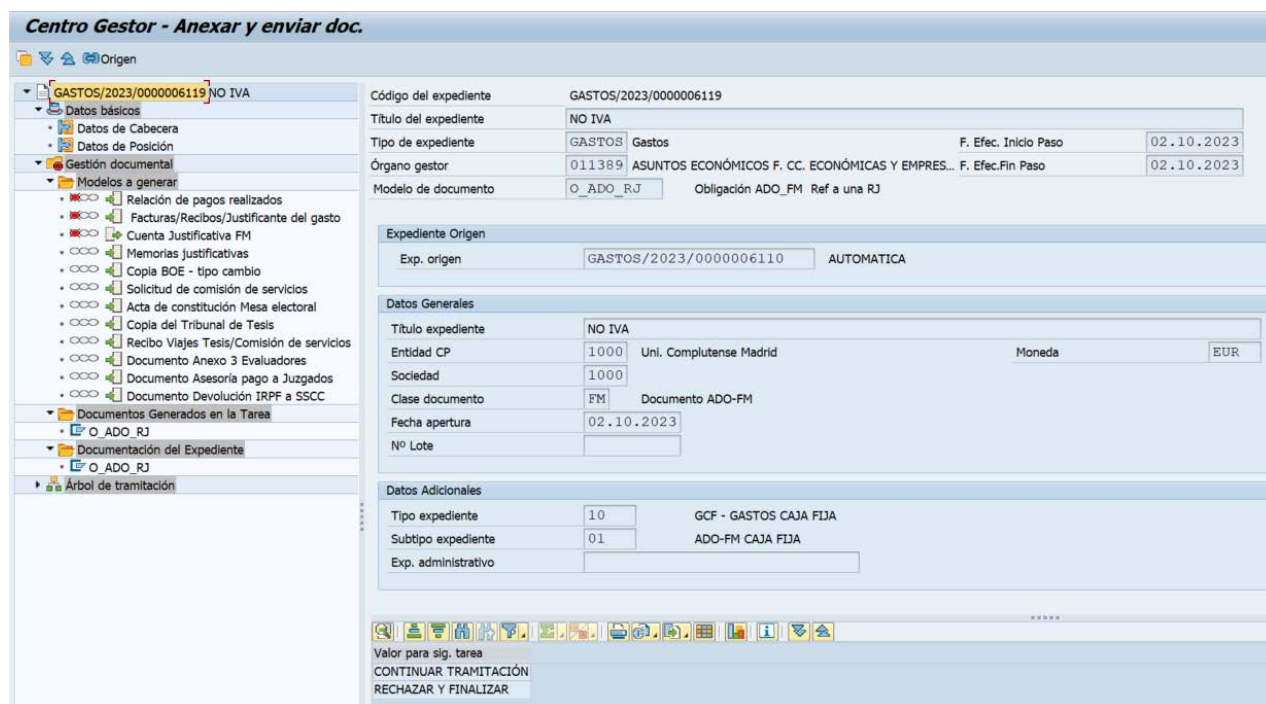 Centro Gestor - Anexar y enviar doc.
Origen
GASTOS/2023/0000006119 NO IVA
Datos básicos
Datos de Cabecera
Datos de Posición
Gestión documental
Modelos a generar
Relación de pagos realizados
Facturas/Recibos/Justificante del gasto
Cuenta Justificativa FM
Memorias justificativas
Copia BOE - tipo cambio
Solicitud de comisión de servicios
Acta de constitución Mesa electoral
Copia del Tribunal de Tesis
Recibo Viajes Tesis/Comisión de servicios
Documento Anexo 3 Evaluadores
Documento Asesoría pago a Juzgados
Documento Devolución IRPF a SSCC
Documentos Generados en la Tarea
O_ADO_RJ
Documentación del Expediente
O_ADO_RJ
Árbol de tramitación
Código del expediente GASTOS/2023/0000006119
Título del expediente NO IVA
Tipo de expediente GASTOS Gastos F. Efec. Inicio Paso 02.10.2023
Órgano gestor 011389 ASUNTOS ECONÓMICOS F. CC. ECONÓMICAS Y EMPRES... F. Efec.Fin Paso 02.10.2023
Modelo de documento O_ADO_RJ Obligación ADO_FM Ref a una RJ
Expediente Origen
Exp. origen GASTOS/2023/0000006110 AUTOMATICA
Datos Generales
Título expediente NO IVA
Entidad CP 1000 Uni. Complutense Madrid Moneda EUR
Sociedad 1000
Clase documento FM Documento ADO-FM
Fecha apertura 02.10.2023
Nº Lote
Datos Adicionales
Tipo expediente 10 GCF - GASTOS CAJA FIJA
Subtipo expediente 01 ADO-FM CAJA FIJA
Exp. administrativo
Valor para sig. tarea
CONTINUAR TRAMITACIÓN
RECHAZAR Y FINALIZAR